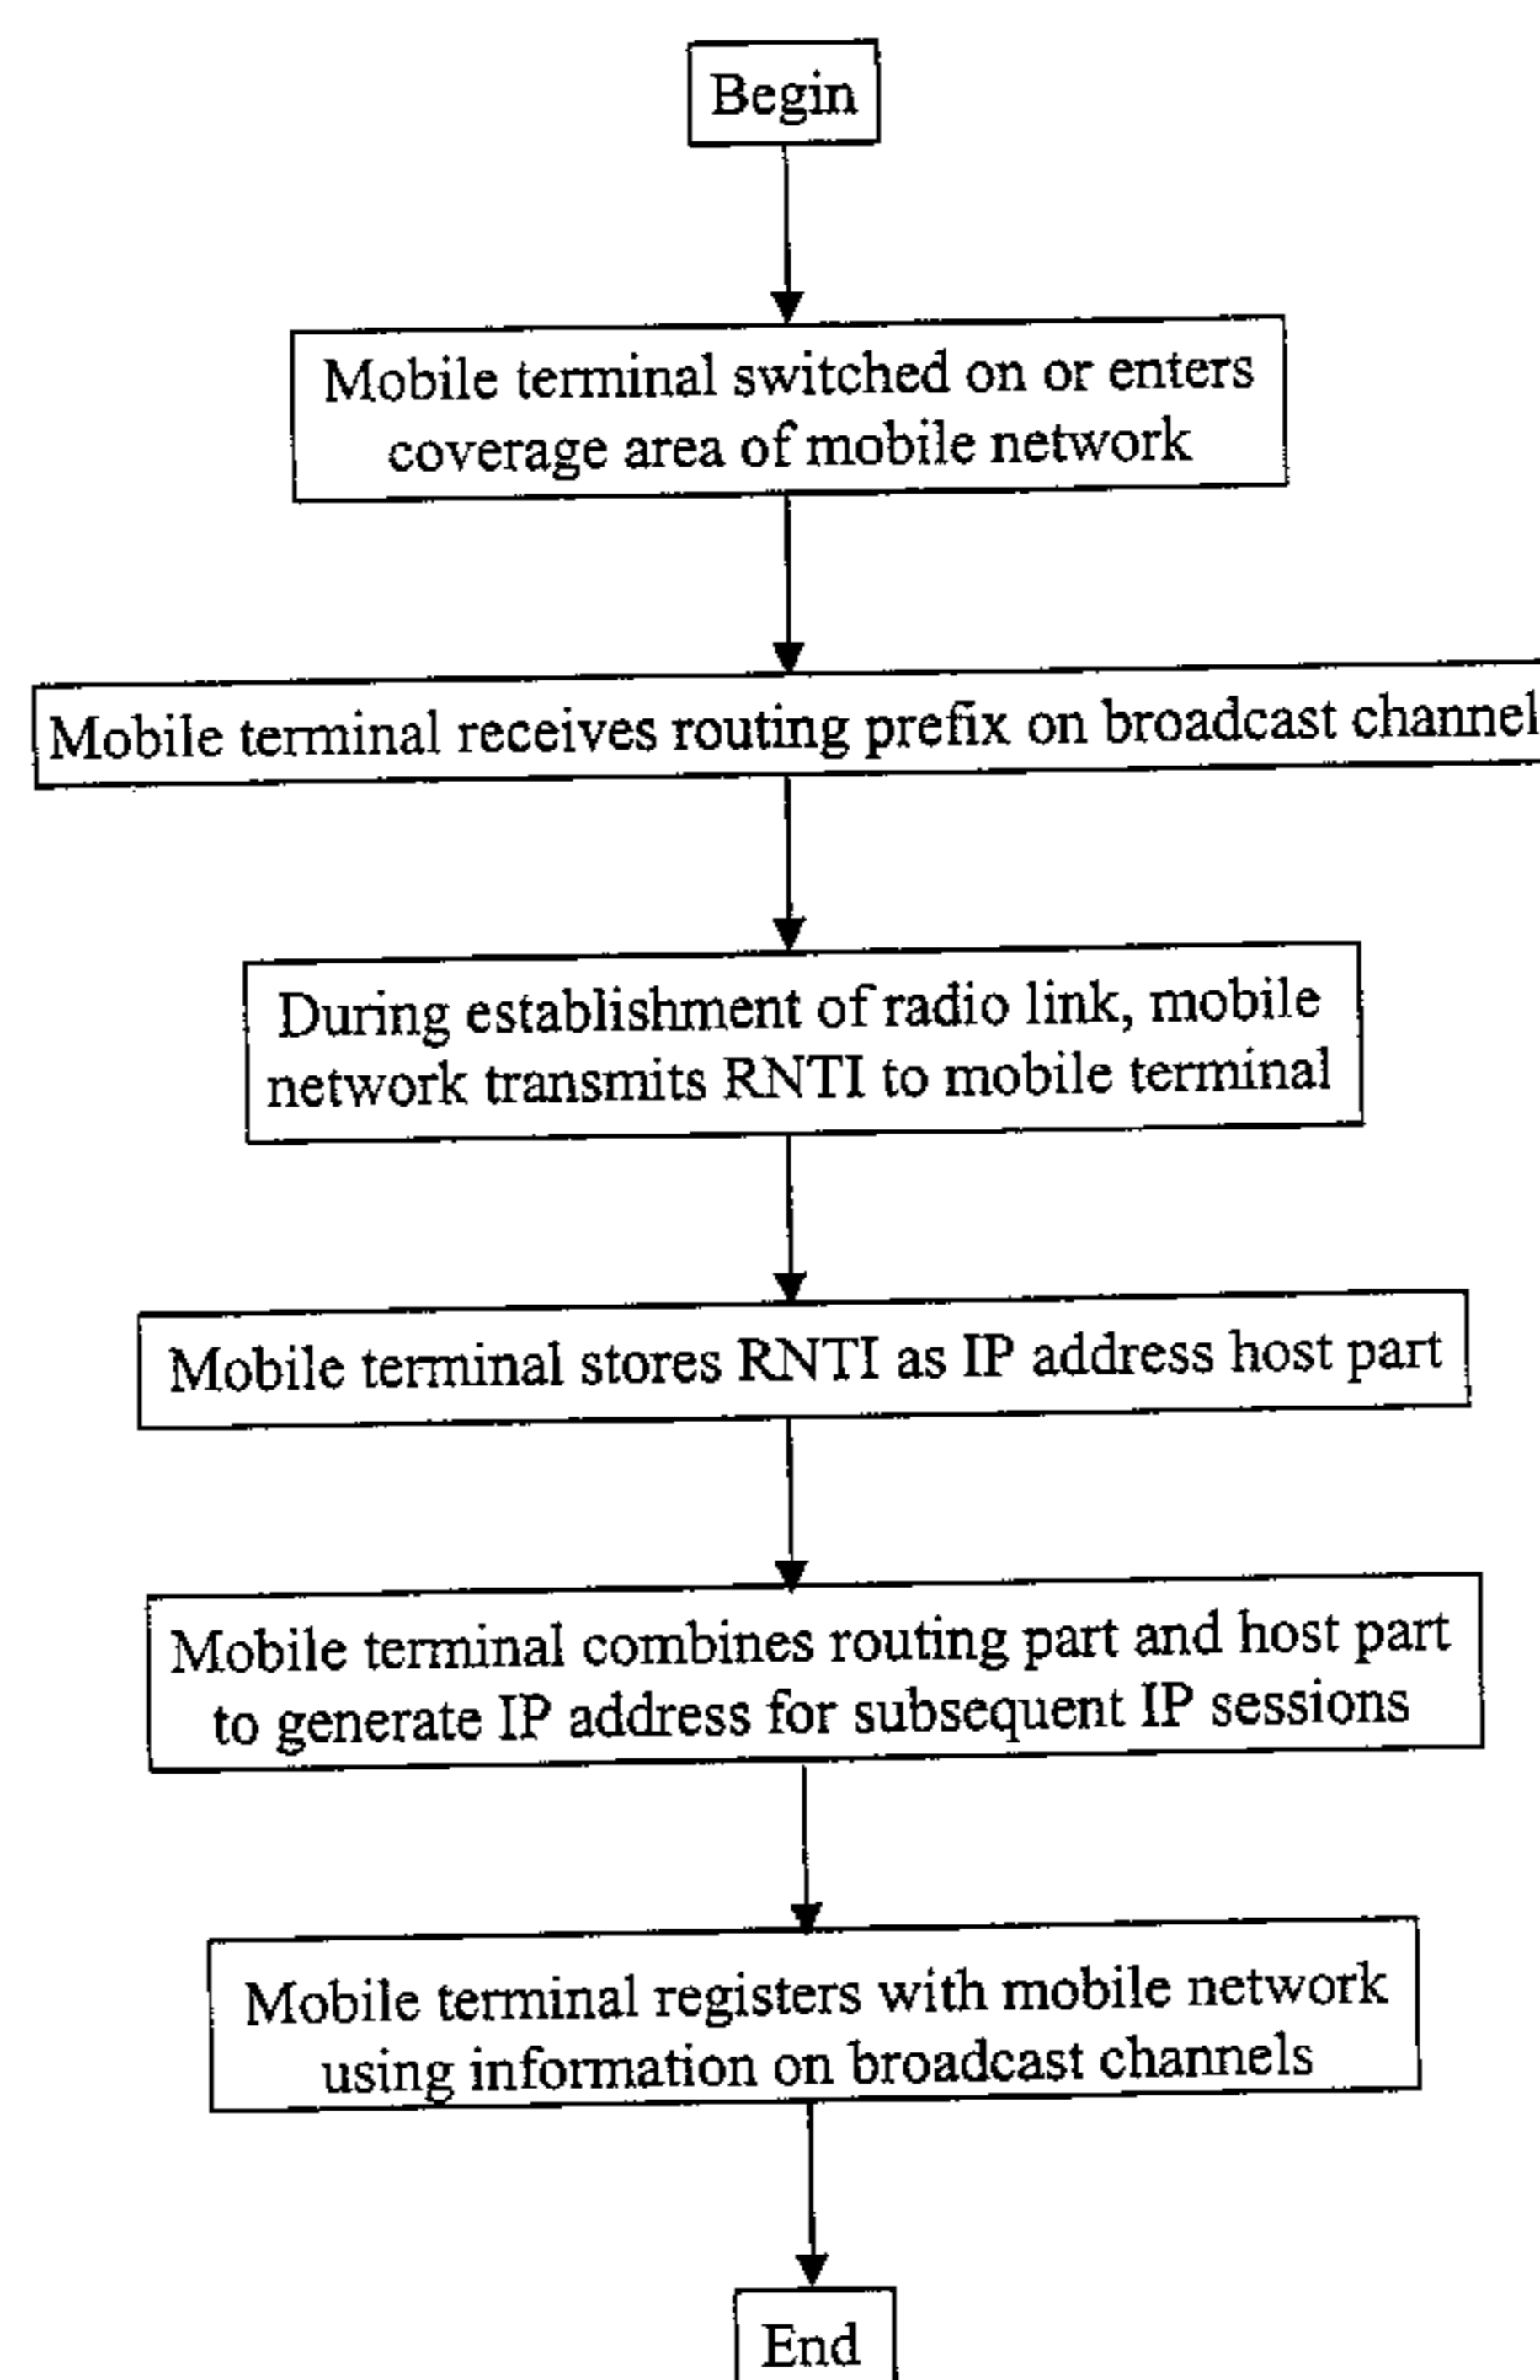 Begin
Mobile terminal switched on or enters
coverage area of mobile network
Mobile terminal receives routing prefix on broadcast channel
During establishment of radio link, mobile
network transmits RNTI to mobile terminal
Mobile terminal stores RNTI as IP address host part
Mobile terminal combines routing part and host part
to generate IP address for subsequent IP sessions
Mobile terminal registers with mobile network
using information on broadcast channels
End